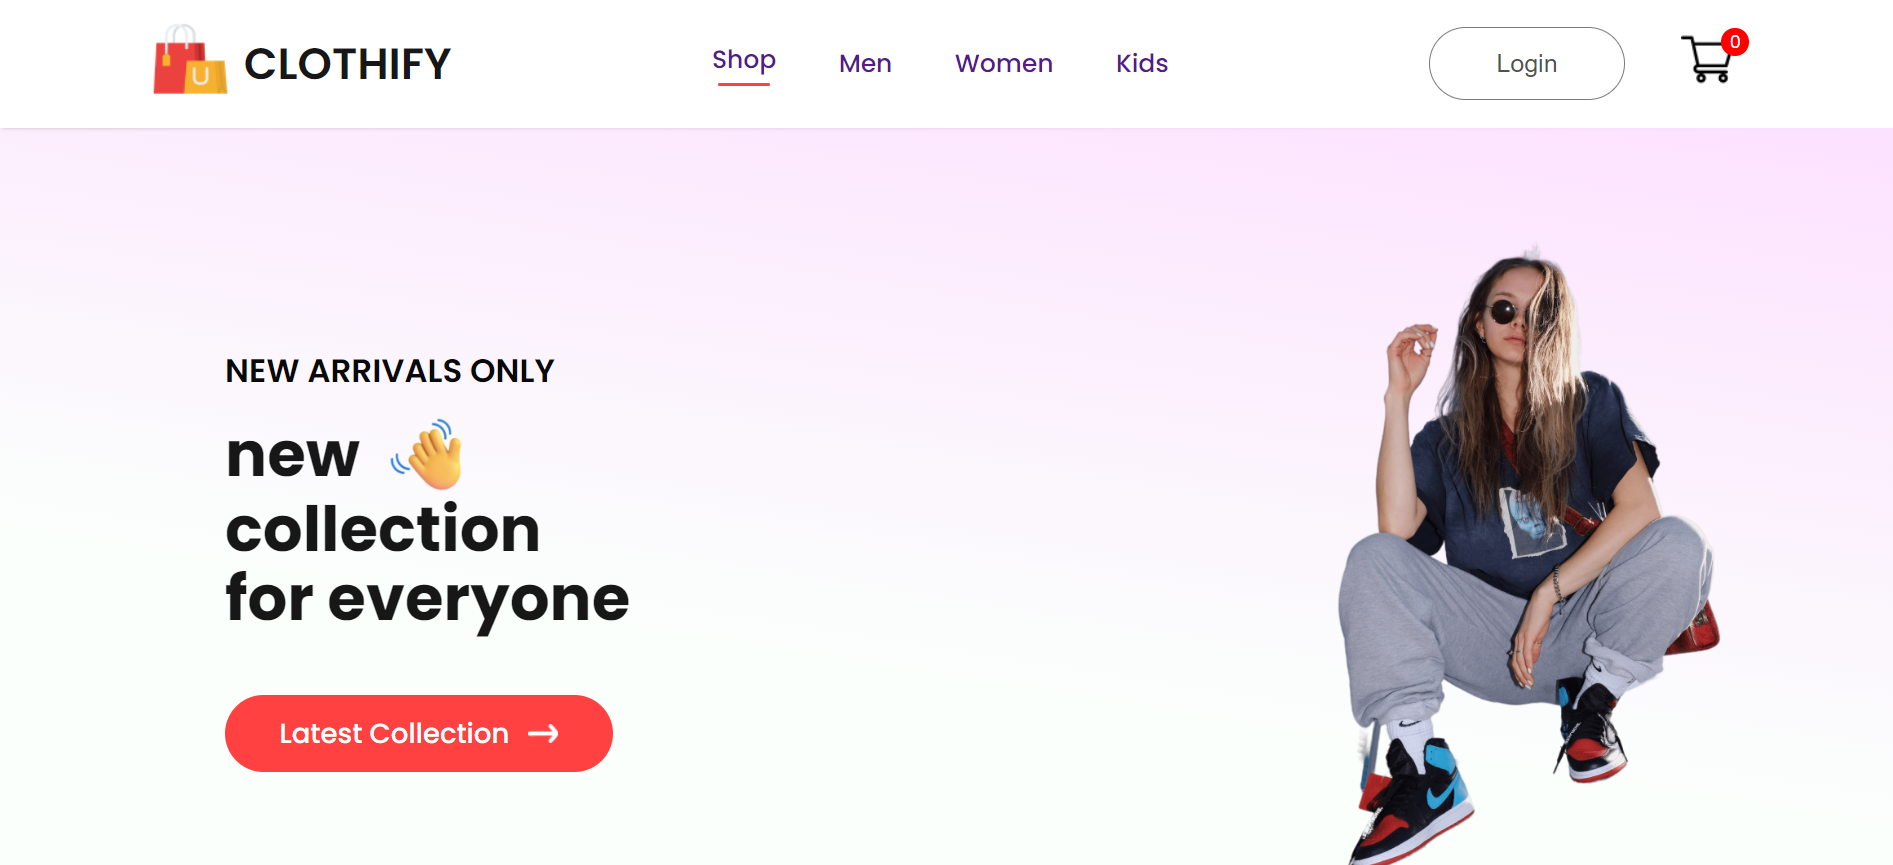 U
CLOTHIFY
Shop
Men
Women
Kids
Login
0
NEW ARRIVALS ONLY
new
collection
for everyone
Latest Collection